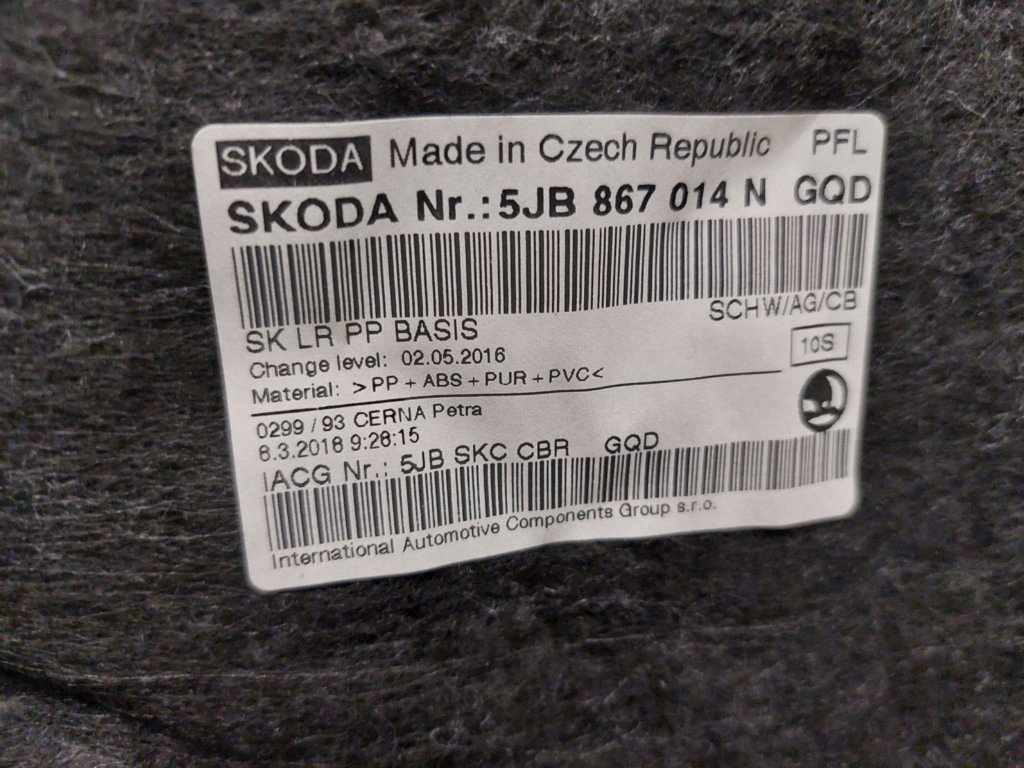 SKODA Made in Czech Republic PFL
SKODA Nr.: 5JB 867 014 N GQD
SCHW/AG/CB
SK LR PP BASIS
Change level: 02.05.2016
10S
Material: >PP + ABS + PUR + PVC<
0299 / 93 CERNA Petra
8.3.2018 9:28:15
IACG Nr.: 5JB SKC CBR GQD
International Automotive Components Group s.r.o.